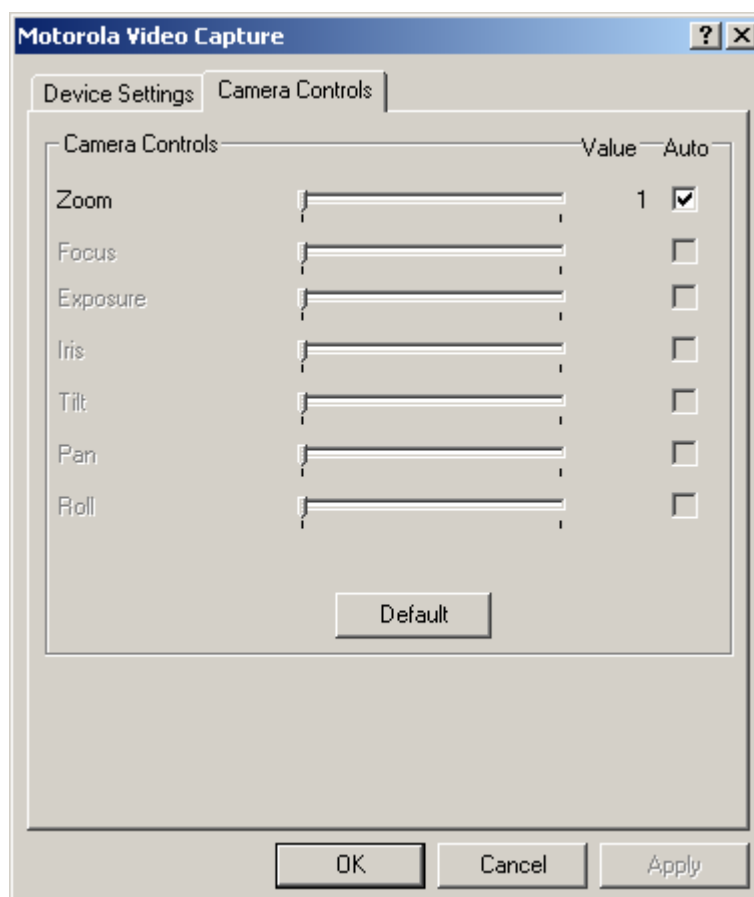 Motorola Video Capture
Device Settings Camera Controls
Camera Controls Value Auto
Zoom 1
Focus
Exposure
Iris
Tilt
Pan
Roll
Default
OK Cancel Apply